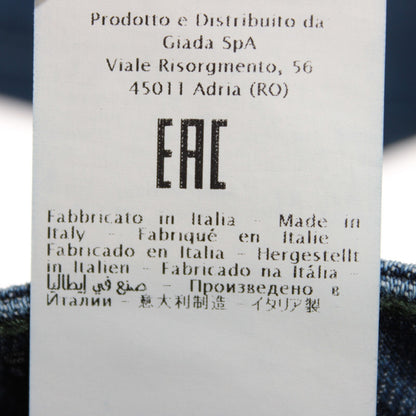 Prodotto e Distribuito da
Giada SpA
Viale Risorgimento, 56
45011 Adria (RO)
EAC
Fabbricato in Italia - Made in
Italy - Fabriqué en Italie -
Fabricado en Italia - Hergestellt
in Italien - Fabricado na Itália -
صنع في إيطاليا - Произведено в
Италии - 意大利制造 - イタリア製